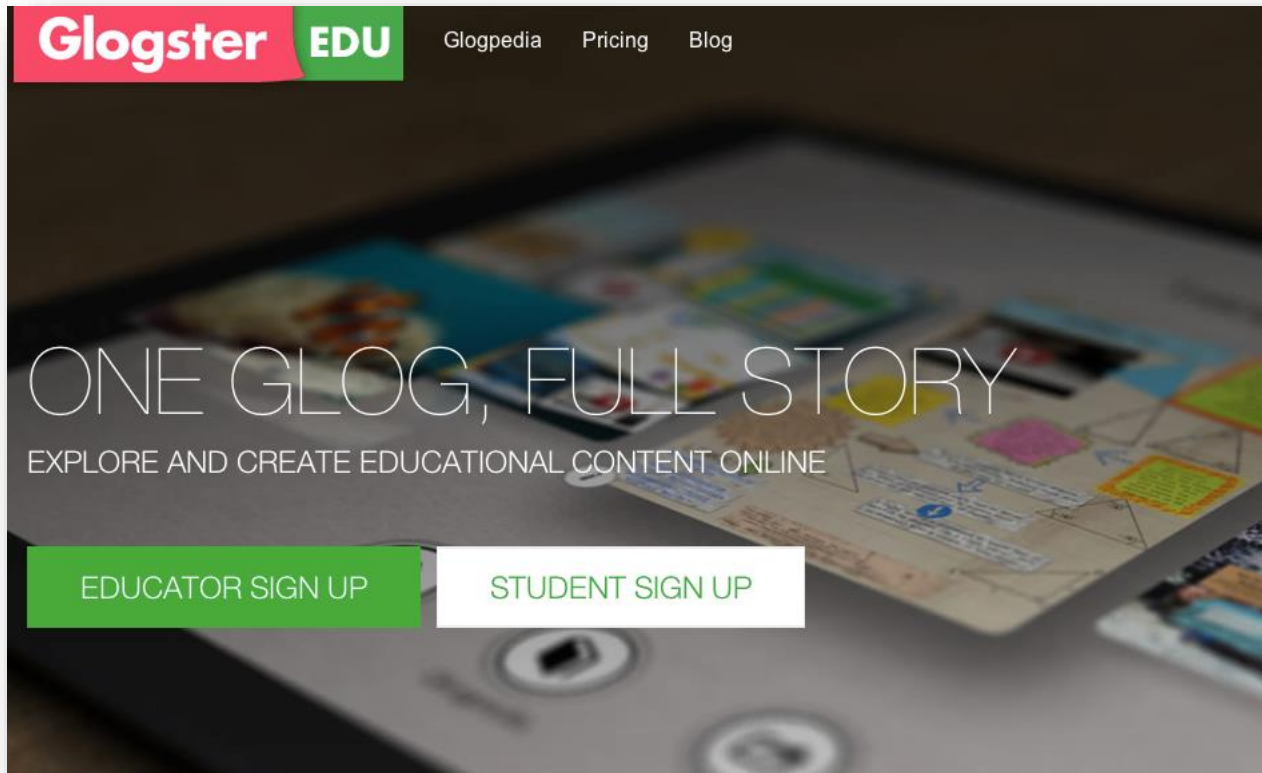 Glogster EDU Glogpedia Pricing Blog
ONE GLOG, FULL STORY
EXPLORE AND CREATE EDUCATIONAL CONTENT ONLINE
EDUCATOR SIGN UP STUDENT SIGN UP